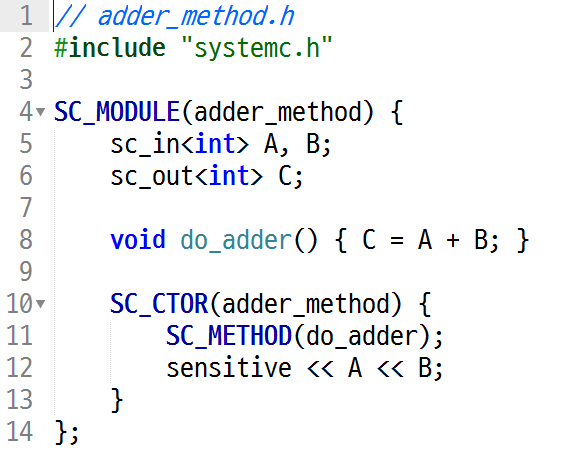 1 // adder_method.h
2 #include "systemc.h"
3
4 SC_MODULE(adder_method) {
5     sc_in<int> A, B;
6     sc_out<int> C;
7
8     void do_adder() { C = A + B; }
9
10     SC_CTOR(adder_method) {
11         SC_METHOD(do_adder);
12         sensitive << A << B;
13     }
14 };